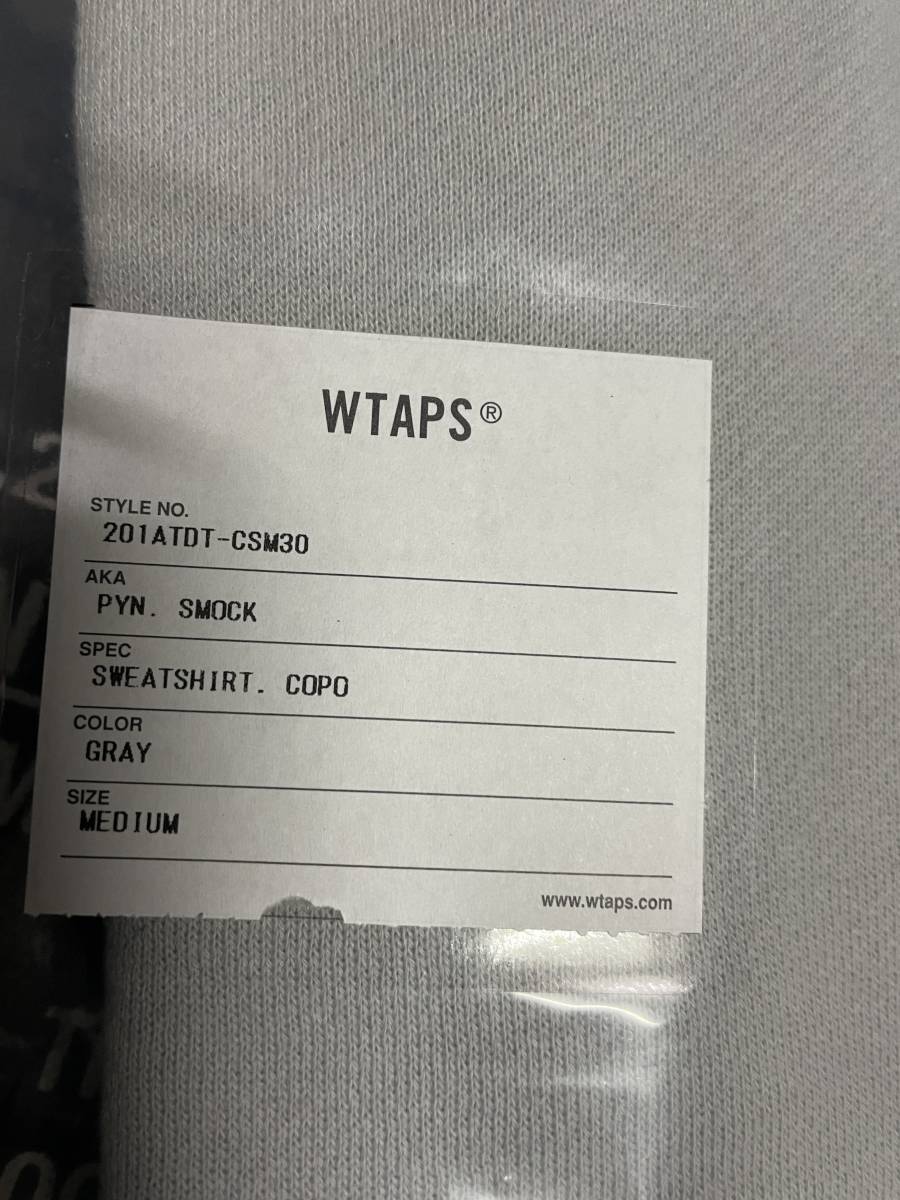 WTAPS®
STYLE NO.
201ATDT-CSM30
AKA
PYN. SMOCK
SPEC
SWEATSHIRT. COPO
COLOR
GRAY
SIZE
MEDIUM
www.wtaps.com